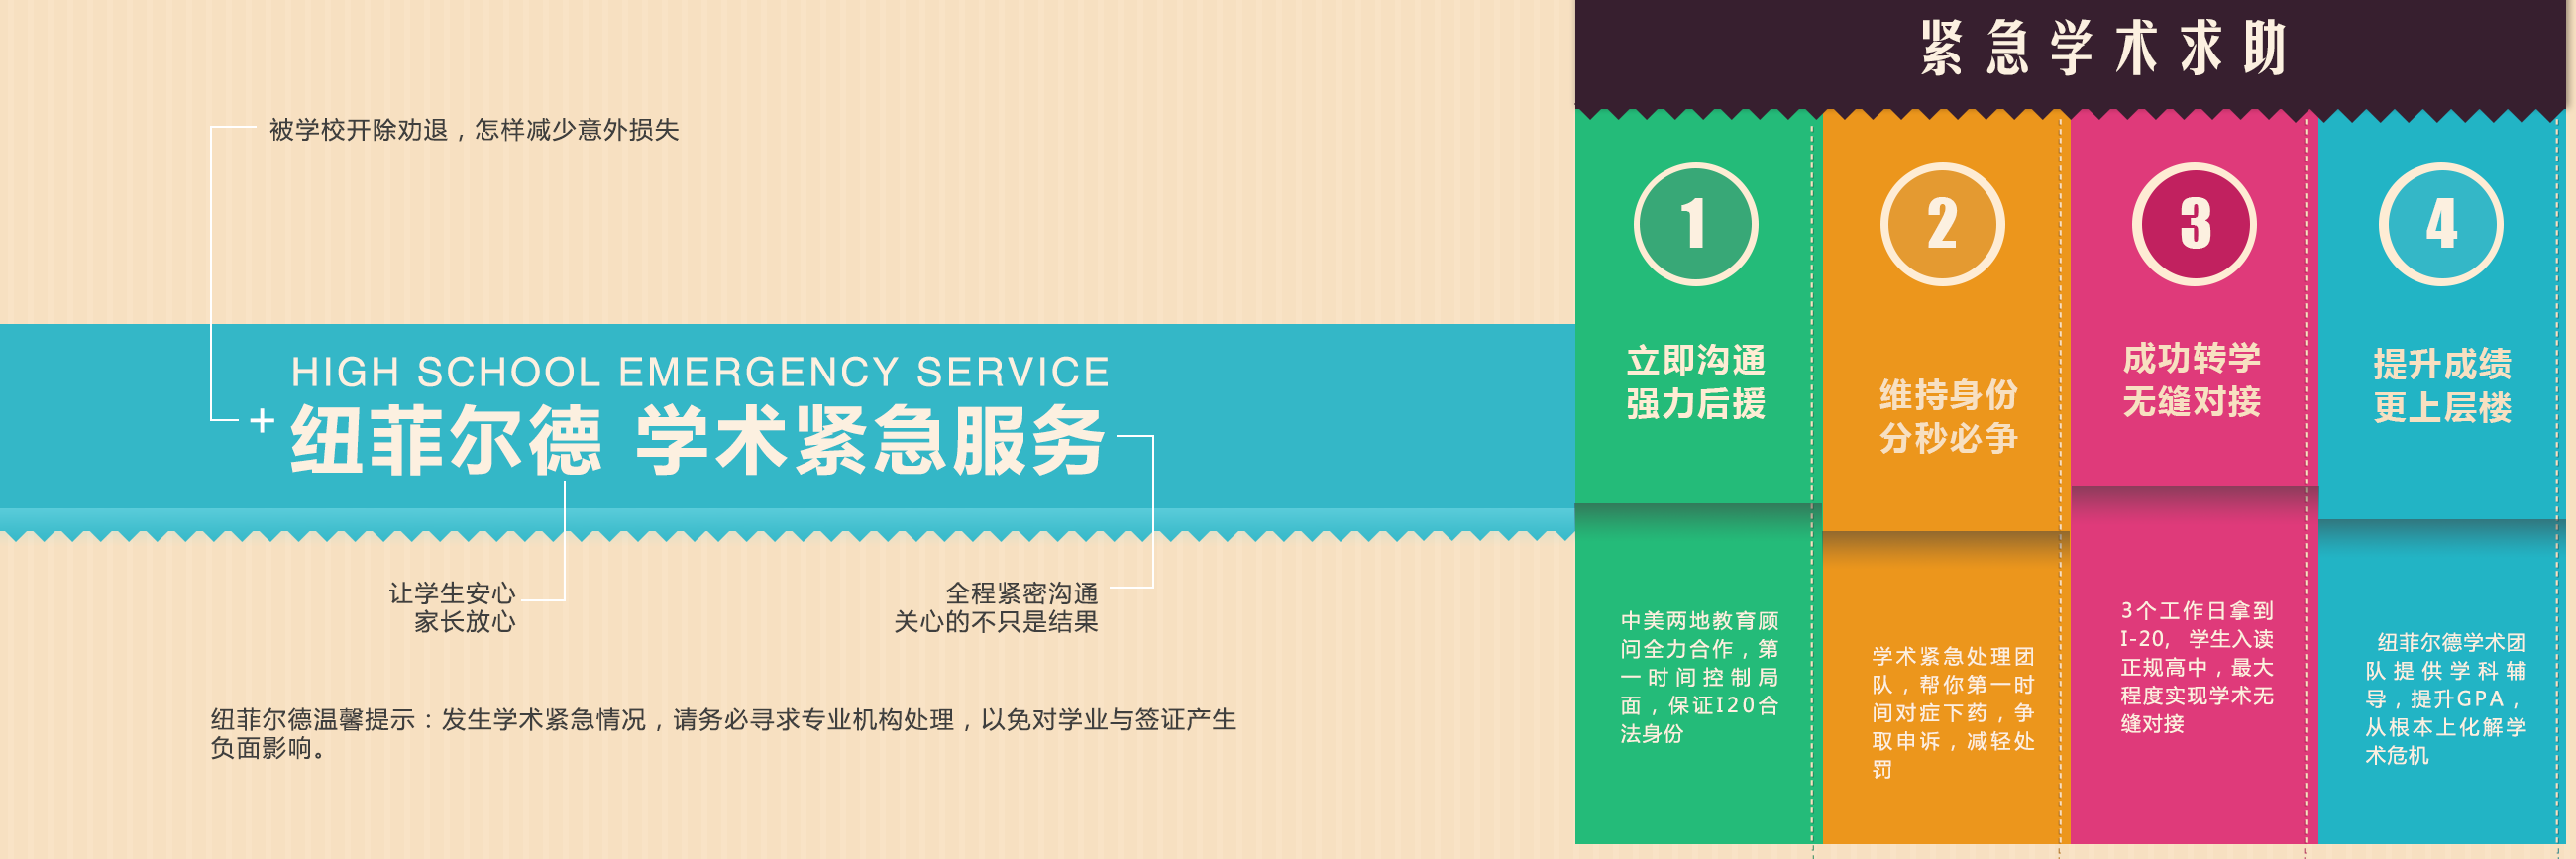 被学校开除劝退，怎样减少意外损失
HIGH SCHOOL EMERGENCY SERVICE
+ 纽菲尔德 学术紧急服务
让学生安心
家长放心
全程紧密沟通
关心的不只是结果
纽菲尔德温馨提示：发生学术紧急情况，请务必寻求专业机构处理，以免对学业与签证产生
负面影响。
紧急学术求助
1
立即沟通
强力后援
中美两地教育顾
问全力合作，第
一时间控制局
面，保证I20合
法身份
2
维持身份
分秒必争
学术紧急处理团
队，帮你第一时
间对症下药，争
取申诉，减轻处
罚
3
成功转学
无缝对接
3个工作日拿到
I-20, 学生入读
正规高中，最大
程度实现学术无
缝对接
4
提升成绩
更上层楼
纽菲尔德学术团
队提供学科辅
导，提升GPA，
从根本上化解学
术危机